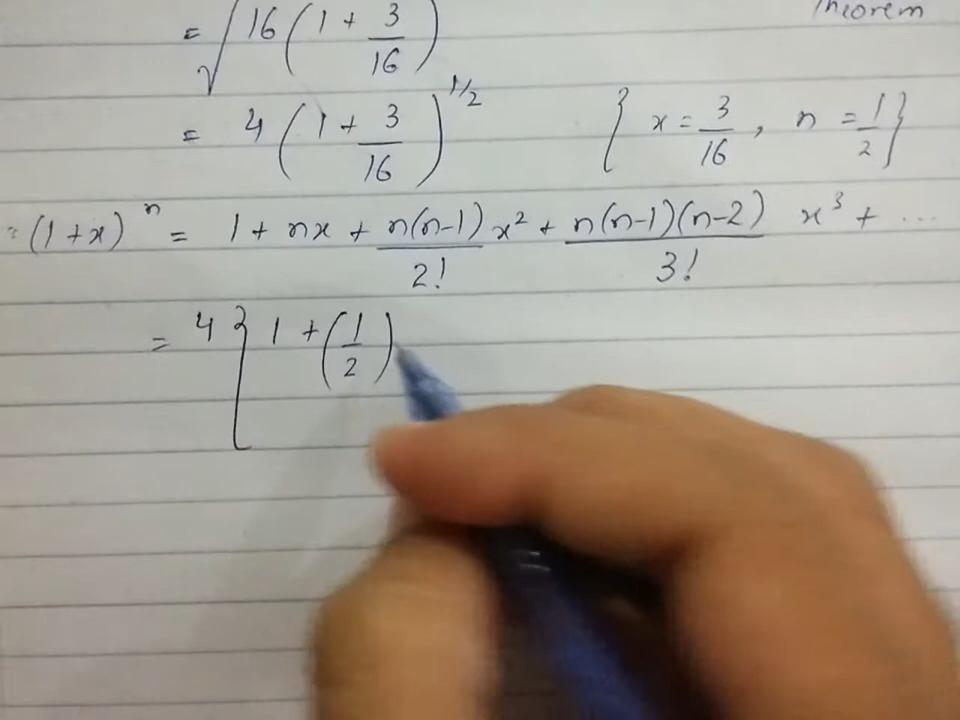 Theorem
= √16(1 + 3/16)
= 4(1 + 3/16)^1/2 { x = 3/16, n = 1/2 }
= (1+x)^n = 1 + nx + n(n-1)/2! x² + n(n-1)(n-2)/3! x³ + ...
= 4 { 1 + (1/2)